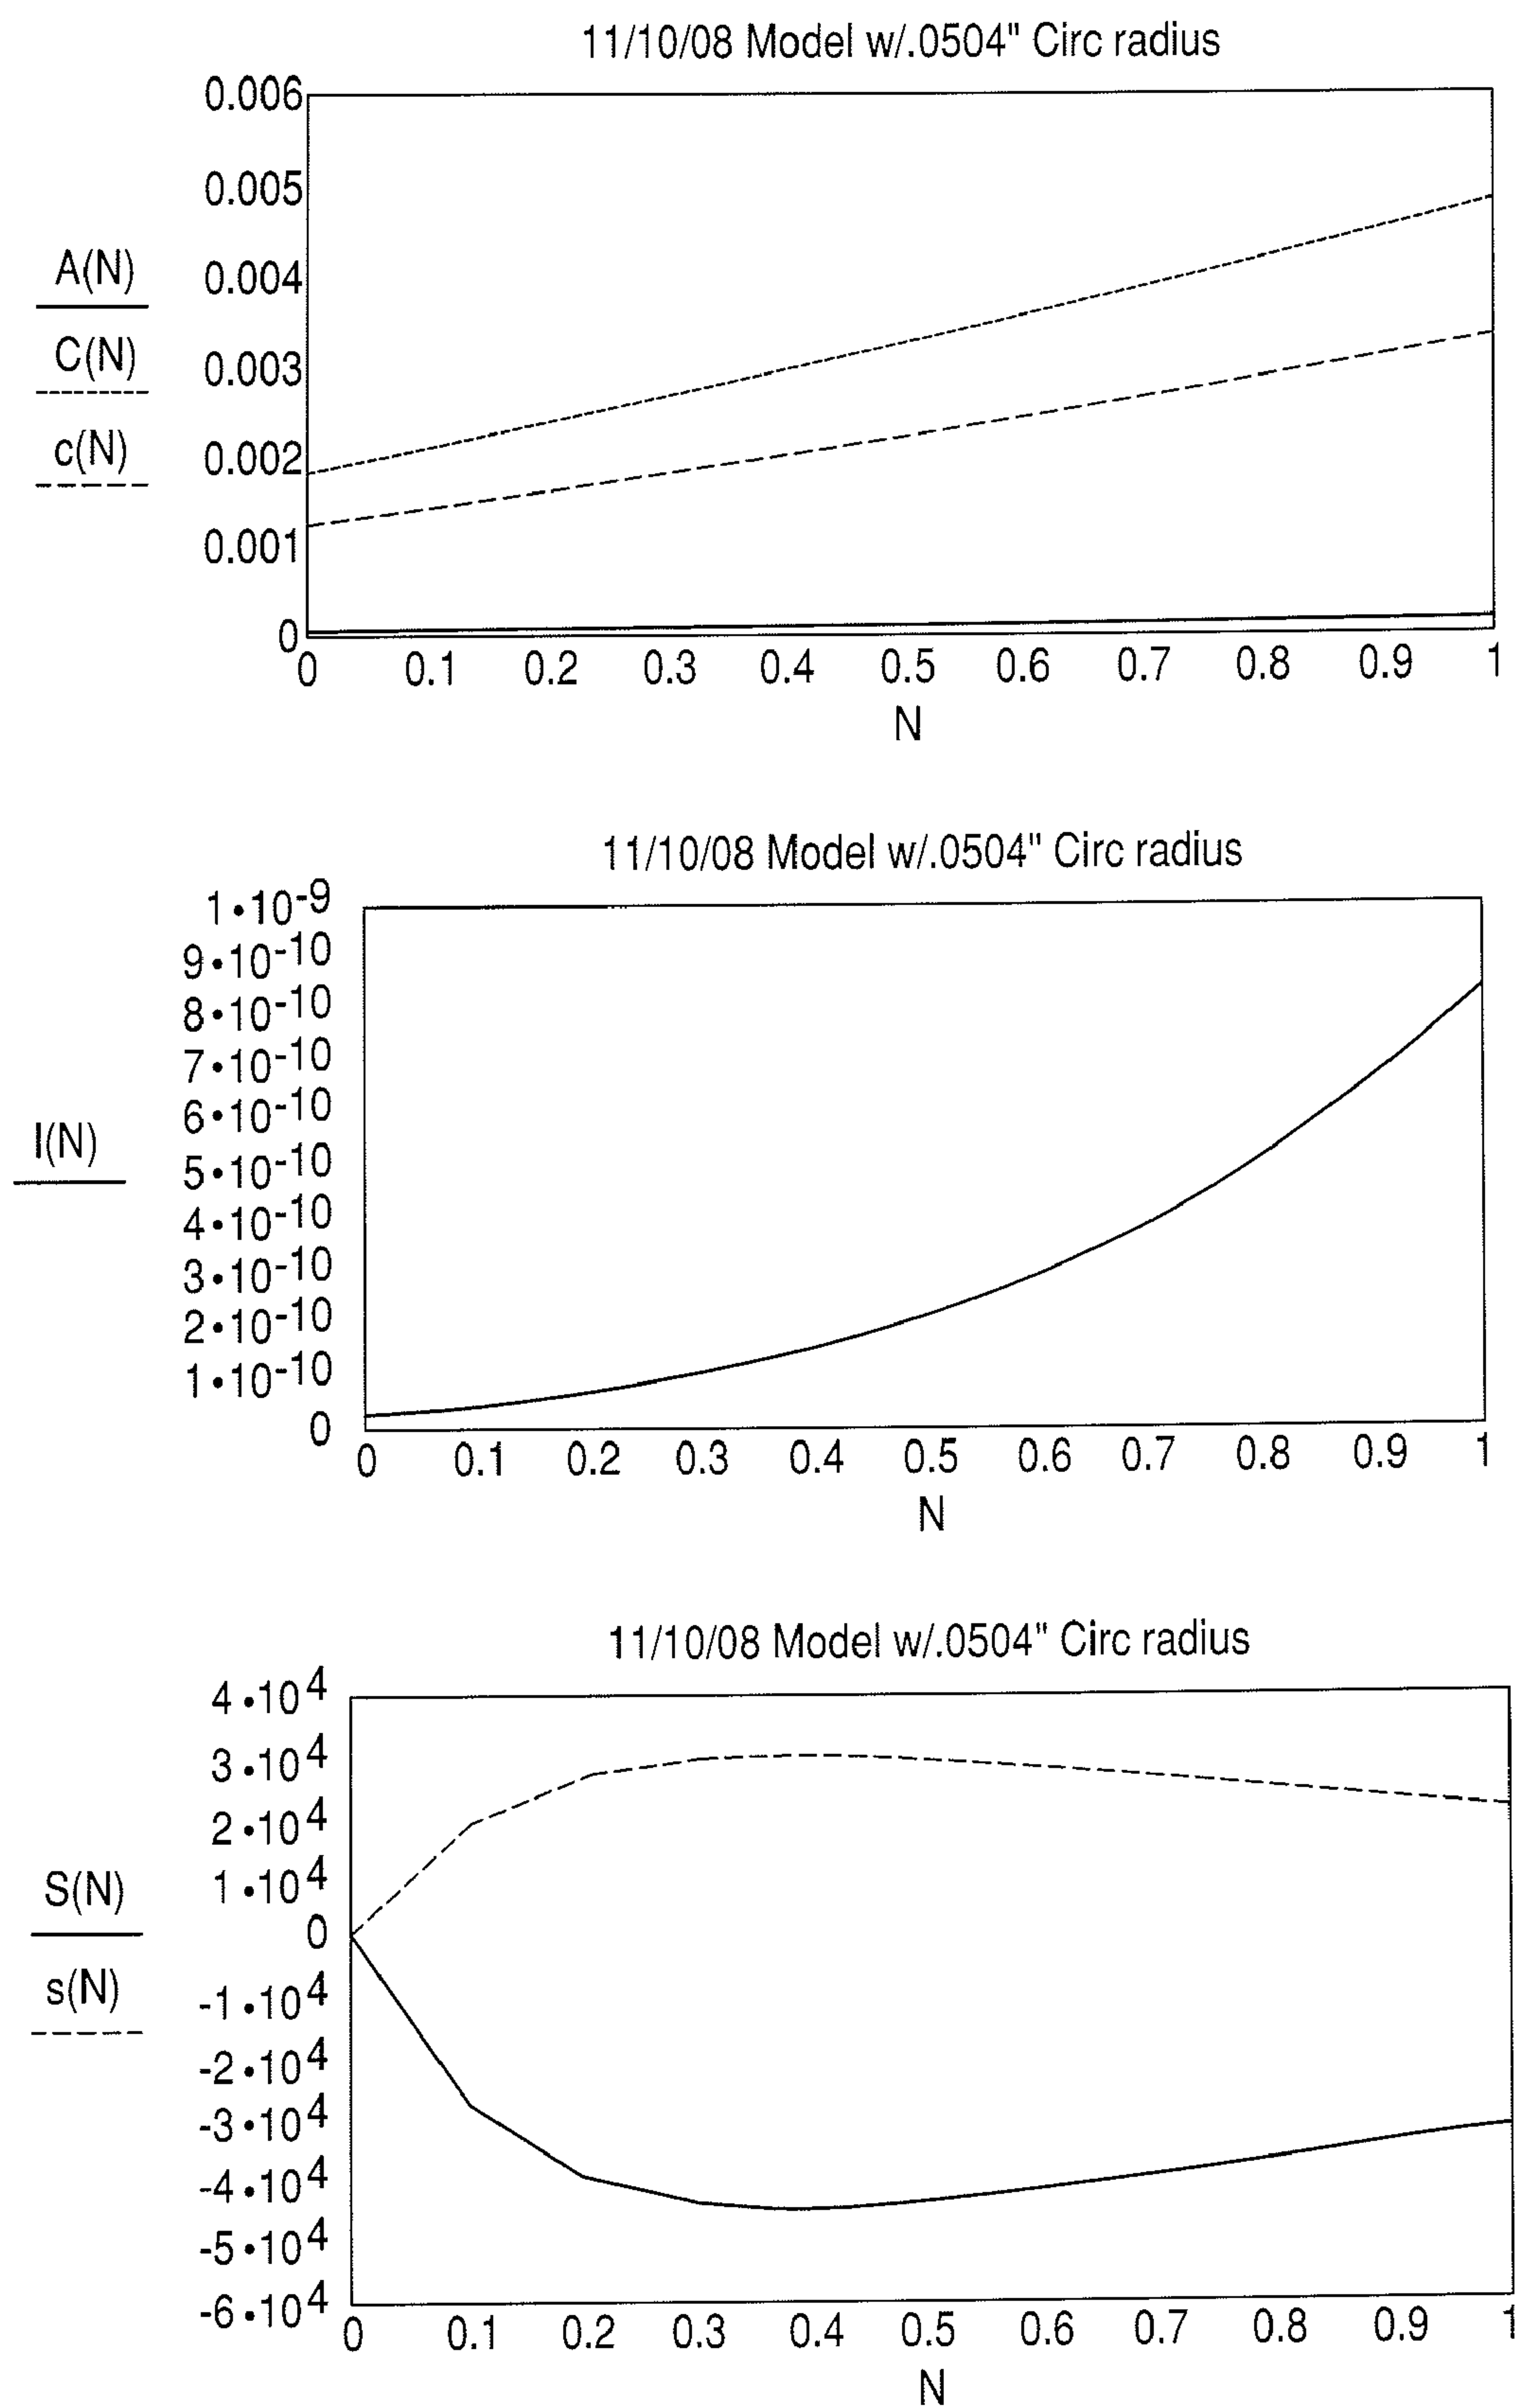 11/10/08 Model w/.0504" Circ radius
0.006
0.005
0.004
0.003
0.002
0.001
0
A(N)
C(N)
c(N)
0 0.1 0.2 0.3 0.4 0.5 0.6 0.7 0.8 0.9 1
N
11/10/08 Model w/.0504" Circ radius
1•10-9
9•10-10
8•10-10
7•10-10
6•10-10
5•10-10
4•10-10
3•10-10
2•10-10
1•10-10
0
I(N)
0 0.1 0.2 0.3 0.4 0.5 0.6 0.7 0.8 0.9 1
N
11/10/08 Model w/.0504" Circ radius
4•104
3•104
2•104
1•104
0
-1•104
-2•104
-3•104
-4•104
-5•104
-6•104
S(N)
s(N)
0 0.1 0.2 0.3 0.4 0.5 0.6 0.7 0.8 0.9 1
N